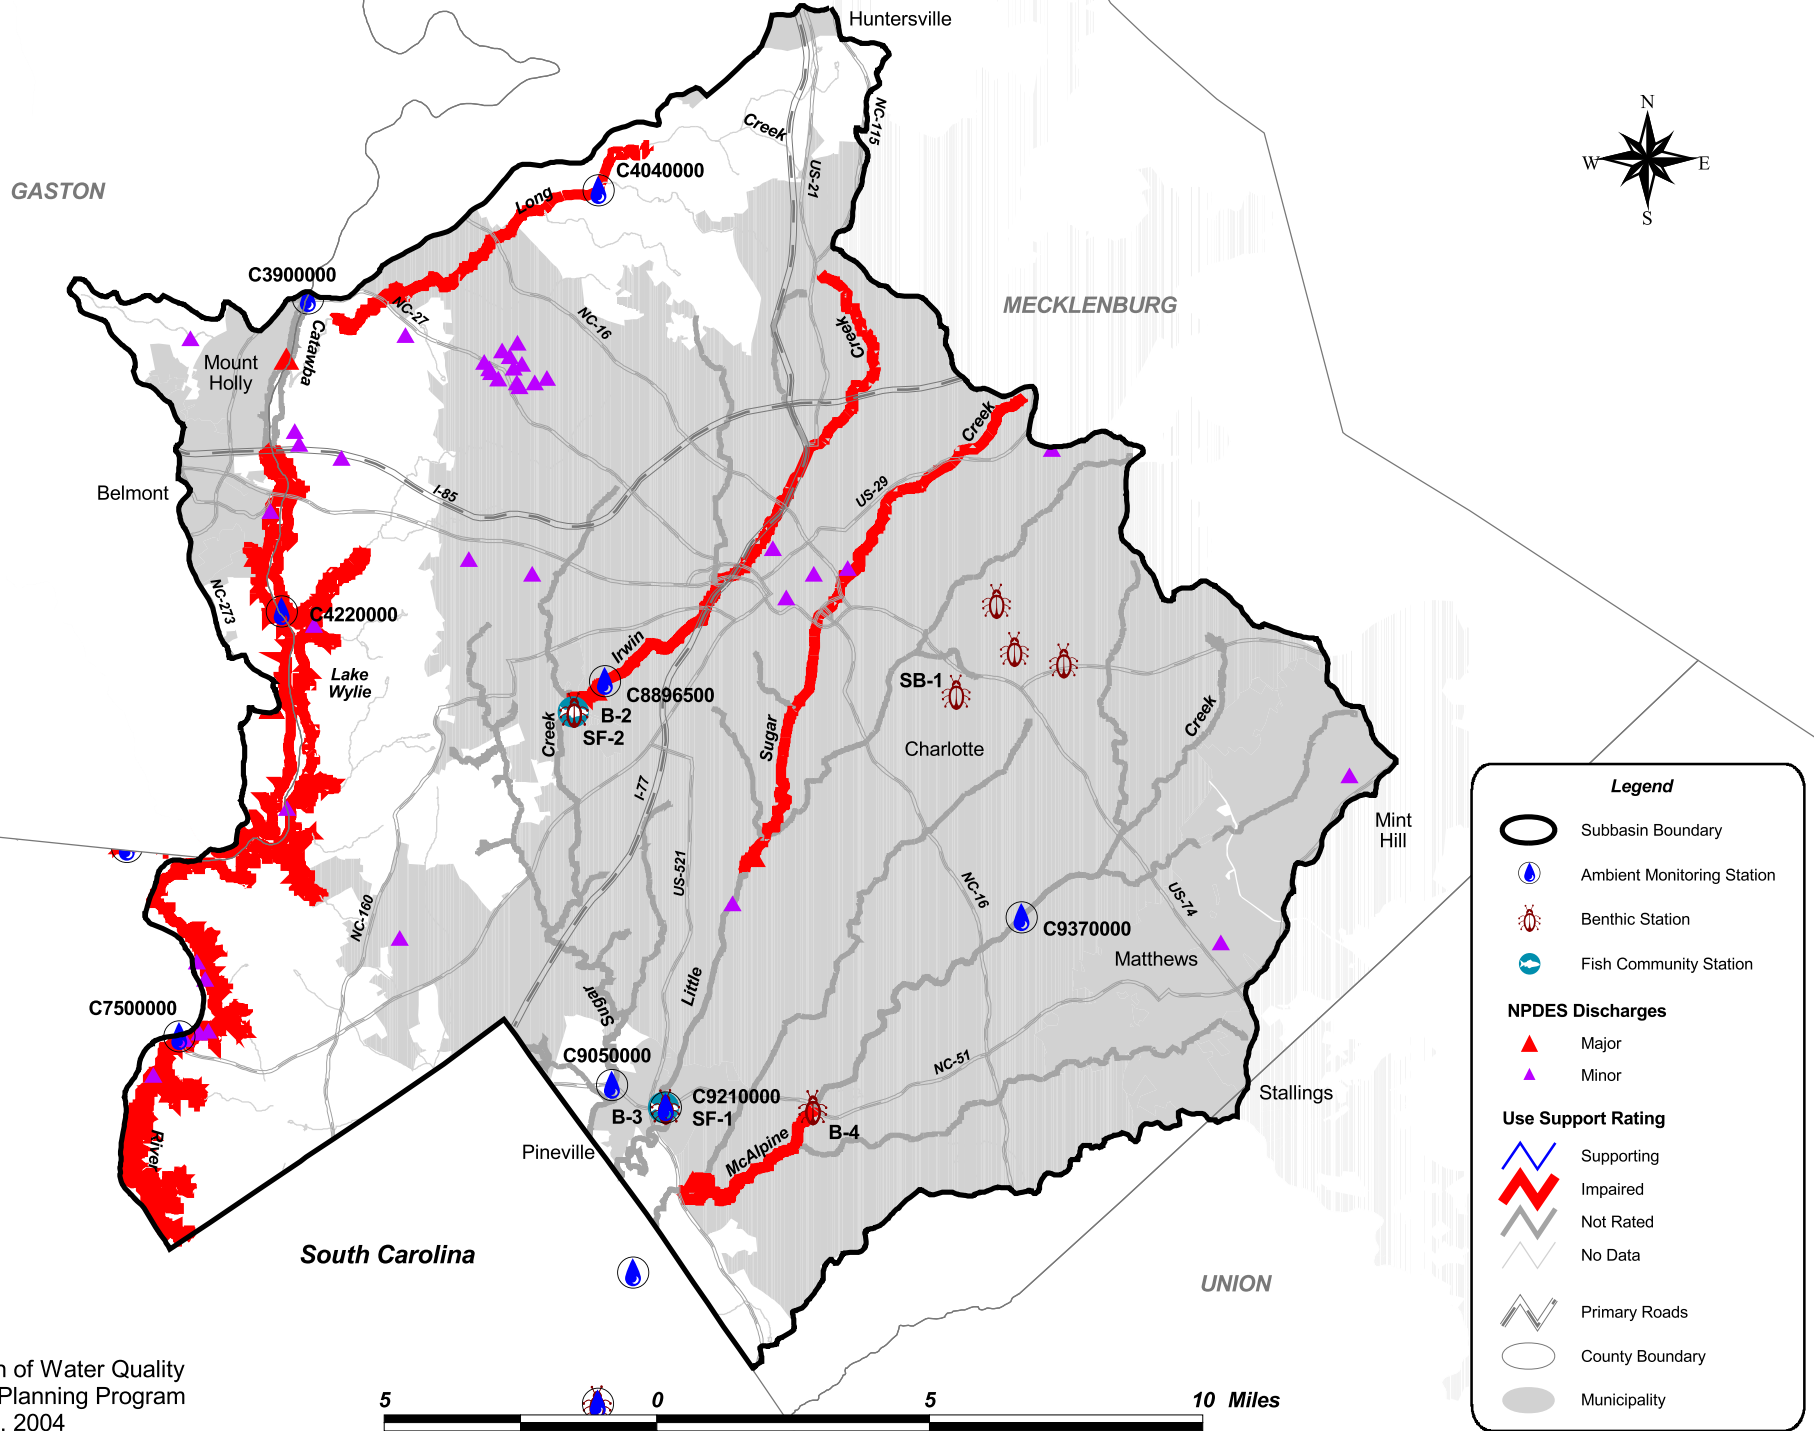 Huntersville
NC-115
Creek
US-21
C4040000
Long
GASTON
N
W
E
S
C3900000
MECKLENBURG
Catawba
NC-27
NC-16
Creek
Mount
Holly
Creek
Belmont
I-85
US-29
NC-273
C4220000
Irwin
Lake
Wylie
SB-1
C8896500
B-2
SF-2
Creek
Sugar
Creek
Charlotte
I-77
Mint
Hill
US-521
NC-160
NC-16
US-74
C9370000
Matthews
Little
Sugar
C7500000
C9050000
NC-51
C9210000
B-3
SF-1
B-4
Stallings
Pineville
McAlpine
River
South Carolina
UNION
Legend
Subbasin Boundary
Ambient Monitoring Station
Benthic Station
Fish Community Station
NPDES Discharges
Major
Minor
Use Support Rating
Supporting
Impaired
Not Rated
No Data
Primary Roads
County Boundary
Municipality
n of Water Quality
Planning Program
. 2004
5 0 5 10 Miles